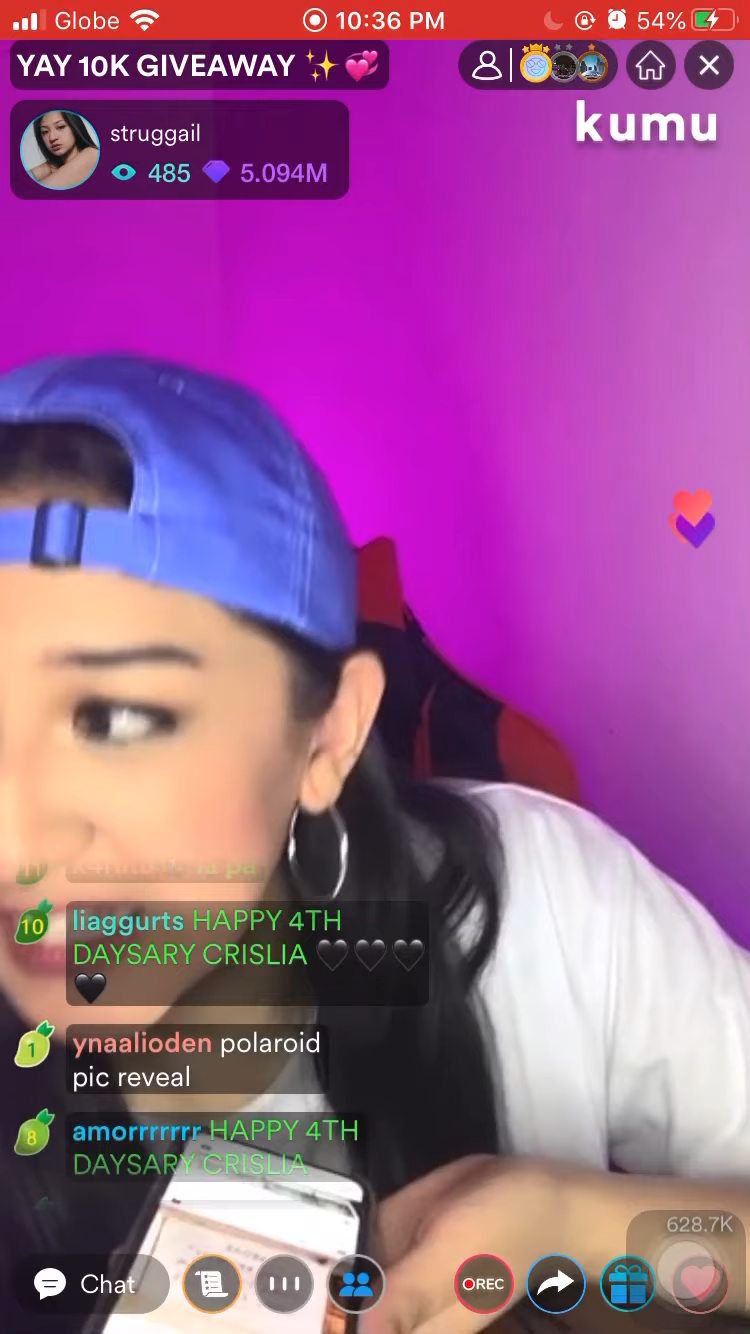 Globe 10:36 PM 54%
YAY 10K GIVEAWAY ✨💞
kumu
struggail
485 5.094M
10 liaggurts HAPPY 4TH
DAYSARY CRISLIA 🖤🖤🖤
🖤
1 ynaalioden polaroid
pic reveal
8 amorrrrrrr HAPPY 4TH
DAYSARY CRISLIA
628.7K
Chat
REC